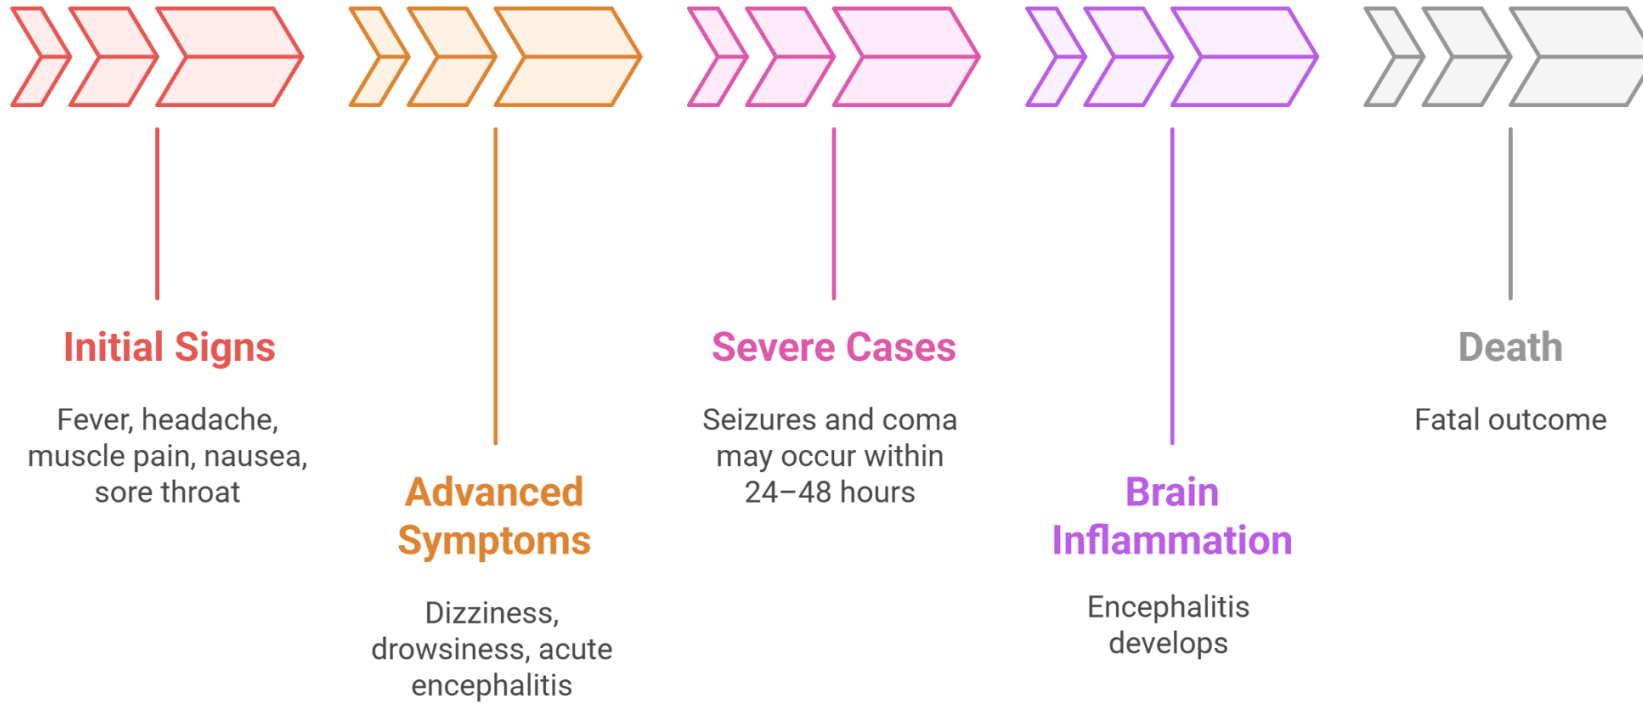 Initial Signs
Fever, headache,
muscle pain, nausea,
sore throat
Advanced
Symptoms
Dizziness,
drowsiness, acute
encephalitis
Severe Cases
Seizures and coma
may occur within
24–48 hours
Brain
Inflammation
Encephalitis
develops
Death
Fatal outcome